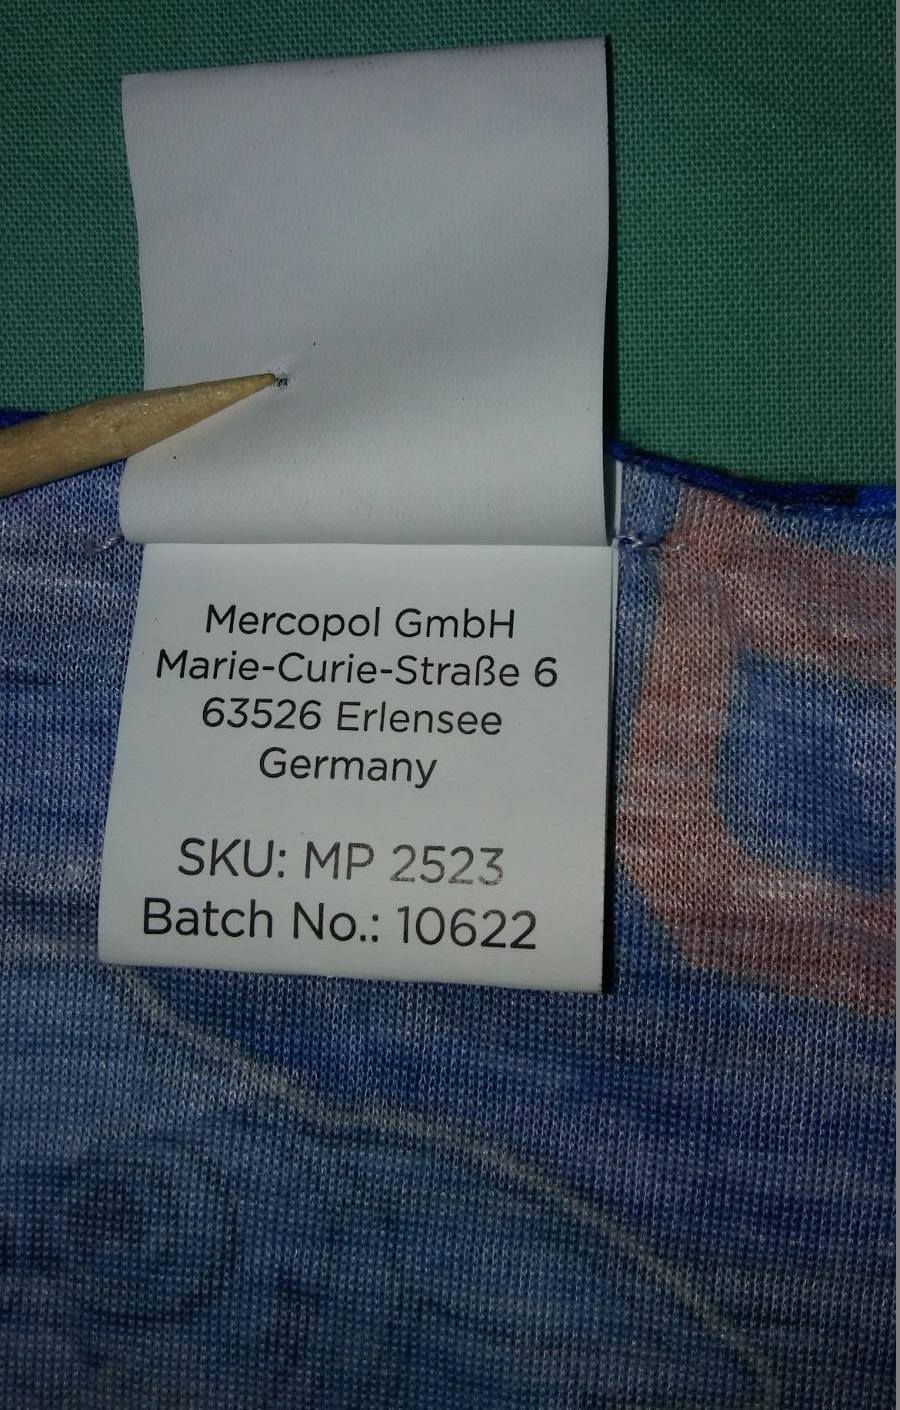 Mercopol GmbH
Marie-Curie-Straße 6
63526 Erlensee
Germany
SKU: MP 2523
Batch No.: 10622